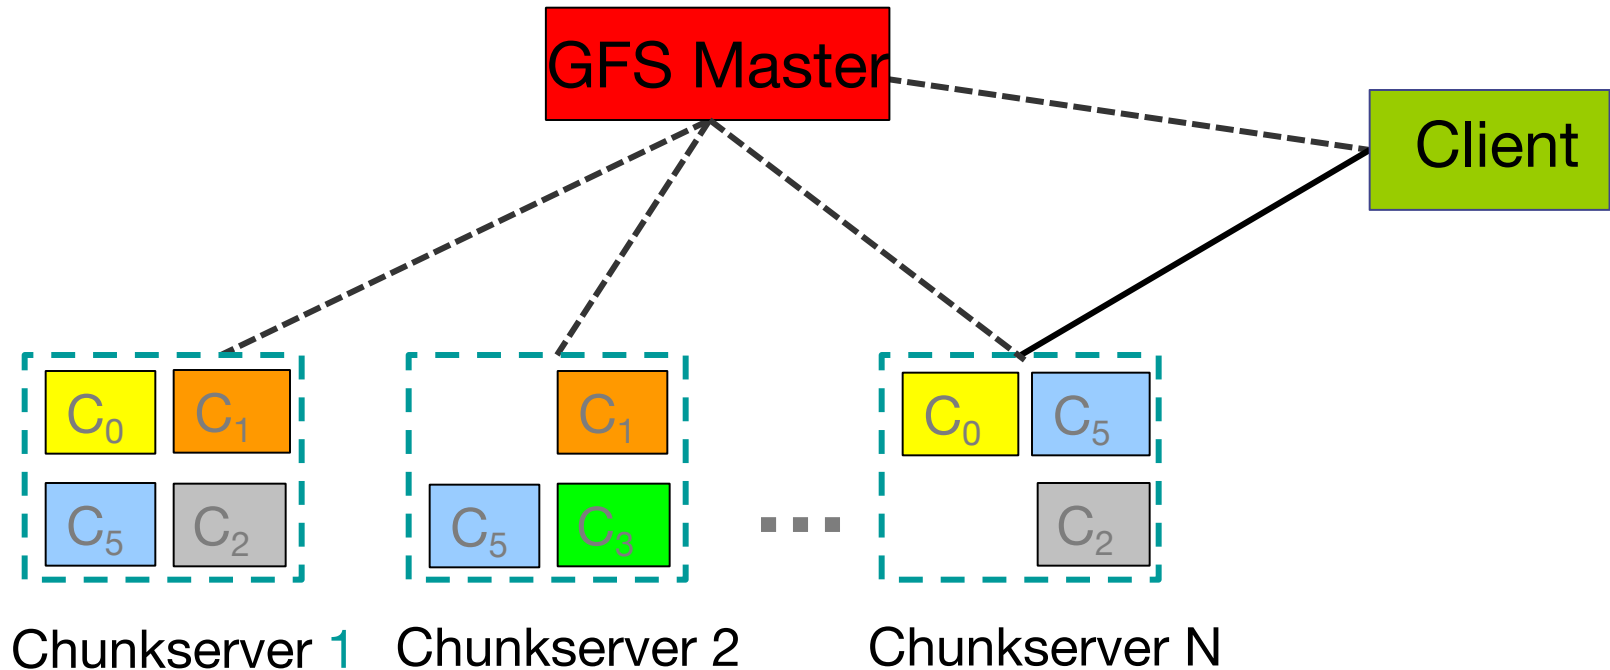 GFS Master
Client
C0 C1
C5 C2
C1
C5 C3
C0 C5
C2
Chunkserver 1
Chunkserver 2
Chunkserver N